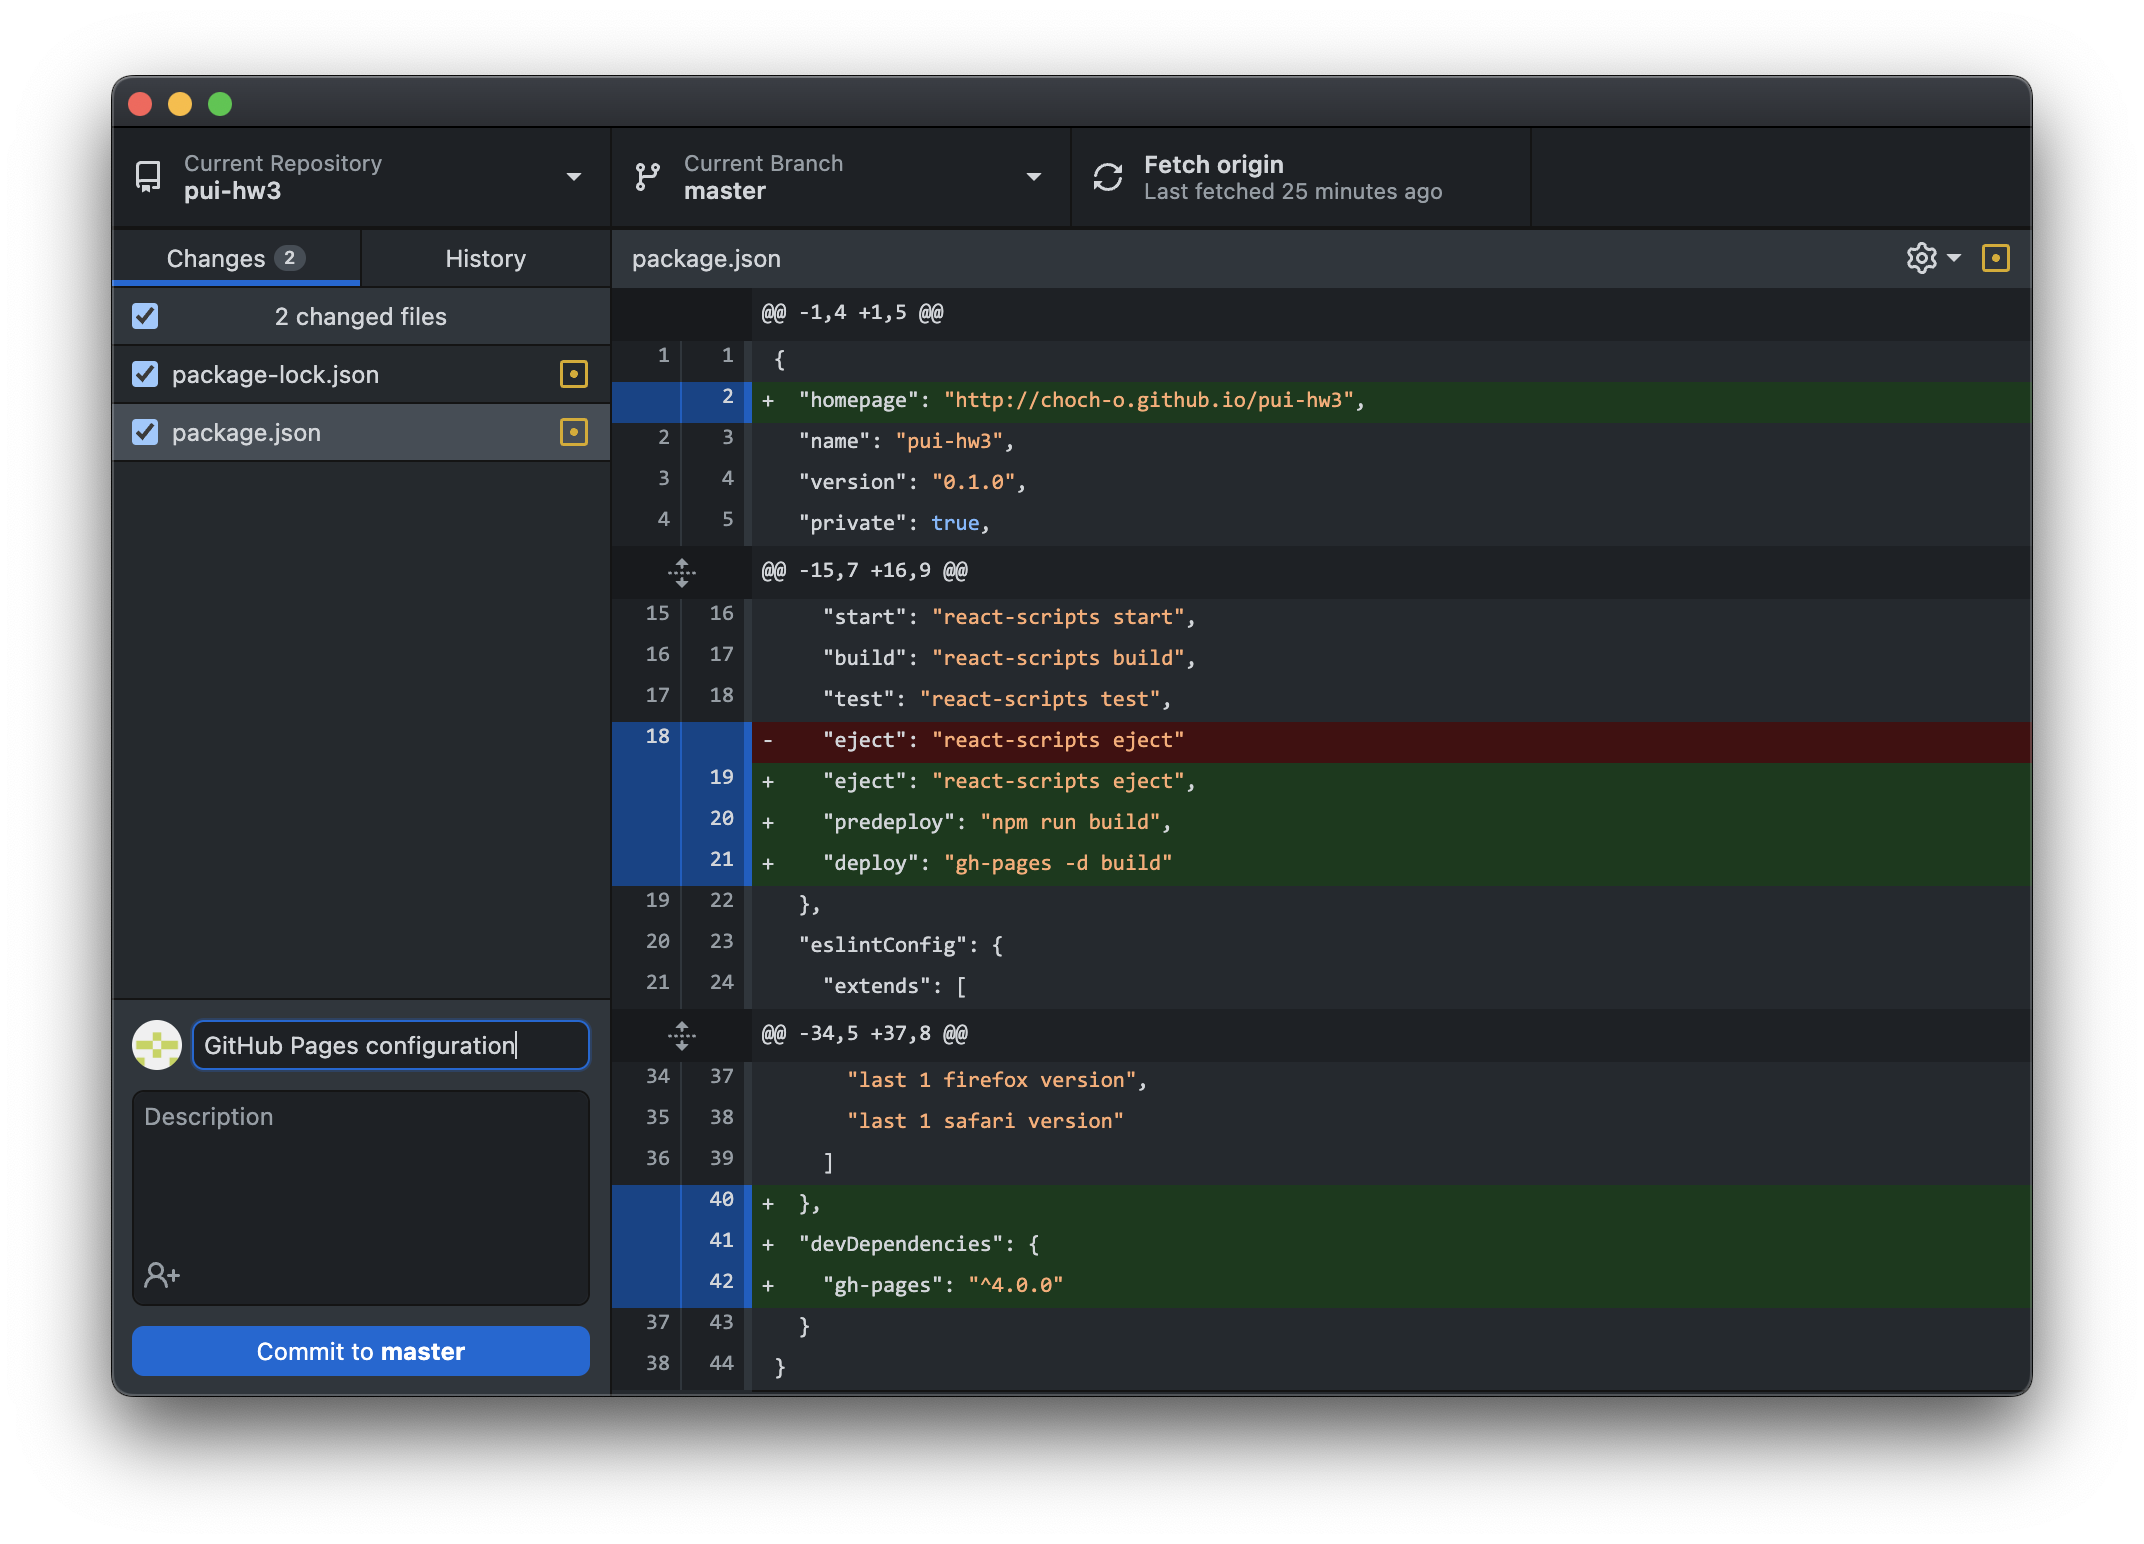 Current Repository
pui-hw3
Current Branch
master
Fetch origin
Last fetched 25 minutes ago
Changes 2
History
2 changed files
package-lock.json
package.json
GitHub Pages configuration
Description
Commit to master
package.json
@@ -1,4 +1,5 @@
1 1 {
2 + "homepage": "http://choch-o.github.io/pui-hw3",
2 3 "name": "pui-hw3",
3 4 "version": "0.1.0",
4 5 "private": true,
@@ -15,7 +16,9 @@
15 16 "start": "react-scripts start",
16 17 "build": "react-scripts build",
17 18 "test": "react-scripts test",
18 - "eject": "react-scripts eject"
19 + "eject": "react-scripts eject",
20 + "predeploy": "npm run build",
21 + "deploy": "gh-pages -d build"
19 22 },
20 23 "eslintConfig": {
21 24 "extends": [
@@ -34,5 +37,8 @@
34 37 "last 1 firefox version",
35 38 "last 1 safari version"
36 39 ]
40 + },
41 + "devDependencies": {
42 + "gh-pages": "^4.0.0"
37 43 }
38 44 }